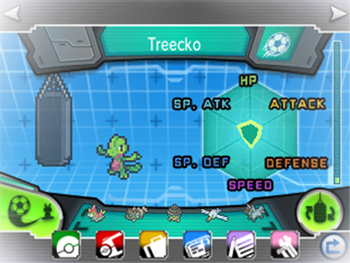 Treecko
HP
SP. ATK
ATTACK
SP. DEF
DEFENSE
SPEED